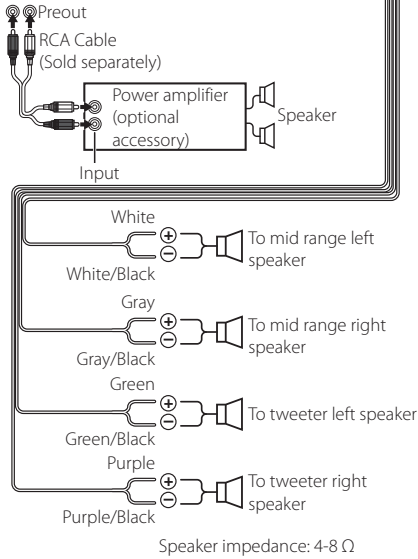 Preout
RCA Cable
(Sold separately)
Power amplifier
(optional
accessory)
Speaker
Input
White
To mid range left
speaker
White/Black
Gray
To mid range right
speaker
Gray/Black
Green
To tweeter left speaker
Green/Black
Purple
To tweeter right
speaker
Purple/Black
Speaker impedance: 4-8 Ω